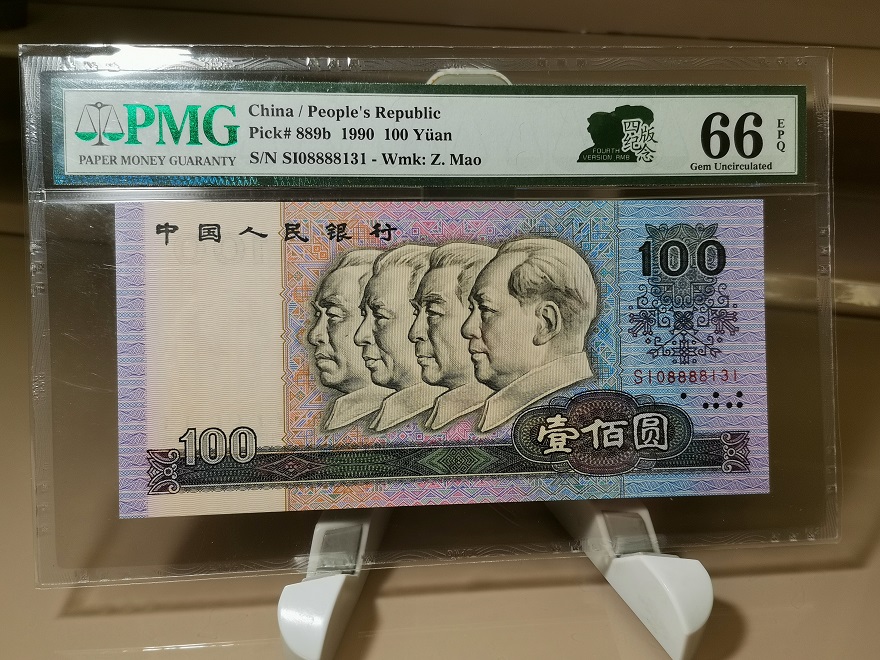 PMG
PAPER MONEY GUARANTY
China / People's Republic
Pick# 889b 1990 100 Yüan
S/N SI08888131 - Wmk: Z. Mao
四版
纪念
FOURTH
VERSION RMB
66
EPQ
Gem Uncirculated
中国人民银行
100
SI08888131
100
壹佰圆